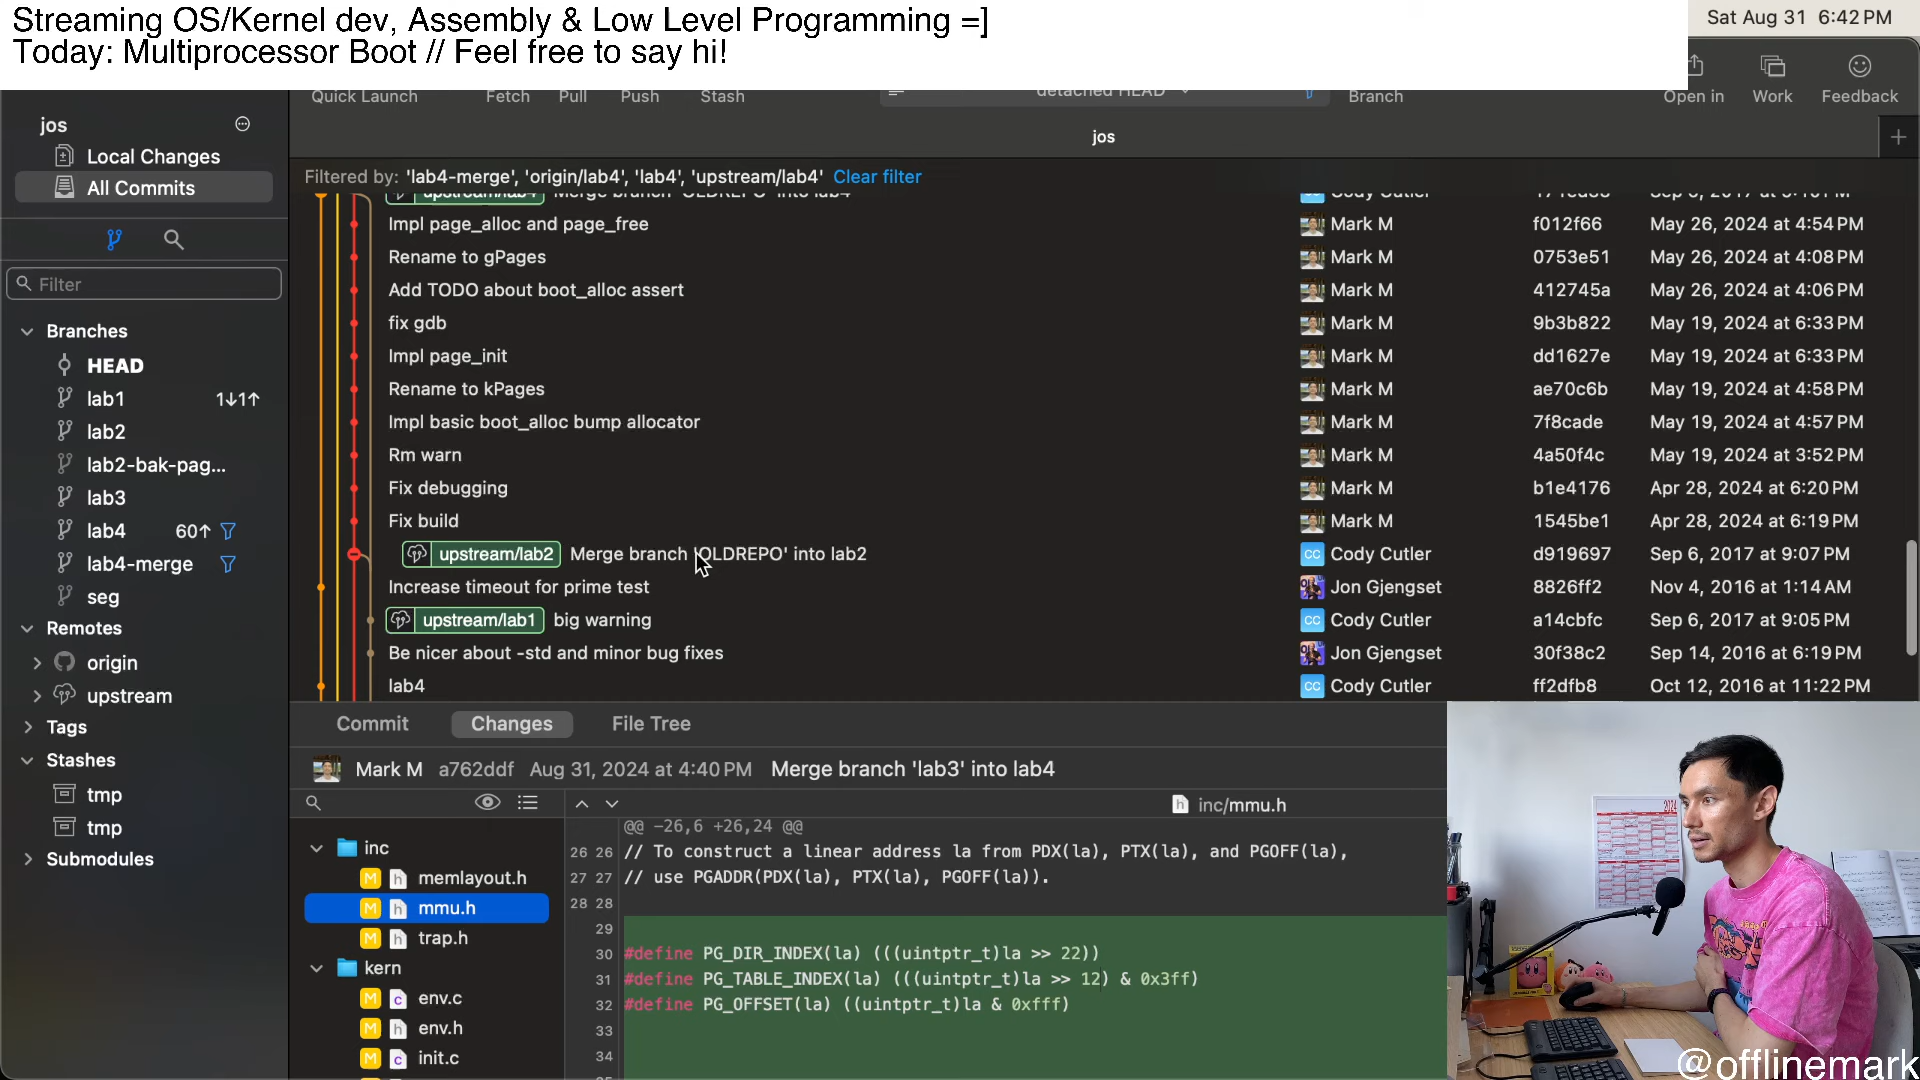 Streaming OS/Kernel dev, Assembly & Low Level Programming =]
Today: Multiprocessor Boot // Feel free to say hi!
Sat Aug 31 6:42 PM
Quick Launch Fetch Pull Push Stash detached HEAD Branch Open in Work Feedback
jos
jos
Local Changes
All Commits
Filter
Branches
HEAD
lab1 1↓1↑
lab2
lab2-bak-pag...
lab3
lab4 60↑
lab4-merge
seg
Remotes
origin
upstream
Tags
Stashes
tmp
tmp
Submodules
Filtered by: 'lab4-merge', 'origin/lab4', 'lab4', 'upstream/lab4' Clear filter
upstream/lab4 Merge branch 'OLDREPO' into lab4 Cody Cutler
Impl page_alloc and page_free Mark M f012f66 May 26, 2024 at 4:54 PM
Rename to gPages Mark M 0753e51 May 26, 2024 at 4:08 PM
Add TODO about boot_alloc assert Mark M 412745a May 26, 2024 at 4:06 PM
fix gdb Mark M 9b3b822 May 19, 2024 at 6:33 PM
Impl page_init Mark M dd1627e May 19, 2024 at 6:33 PM
Rename to kPages Mark M ae70c6b May 19, 2024 at 4:58 PM
Impl basic boot_alloc bump allocator Mark M 7f8cade May 19, 2024 at 4:57 PM
Rm warn Mark M 4a50f4c May 19, 2024 at 3:52 PM
Fix debugging Mark M b1e4176 Apr 28, 2024 at 6:20 PM
Fix build Mark M 1545be1 Apr 28, 2024 at 6:19 PM
upstream/lab2 Merge branch 'OLDREPO' into lab2 CC Cody Cutler d919697 Sep 6, 2017 at 9:07 PM
Increase timeout for prime test Jon Gjengset 8826ff2 Nov 4, 2016 at 1:14 AM
upstream/lab1 big warning CC Cody Cutler a14cbfc Sep 6, 2017 at 9:05 PM
Be nicer about -std and minor bug fixes Jon Gjengset 30f38c2 Sep 14, 2016 at 6:19 PM
lab4 CC Cody Cutler ff2dfb8 Oct 12, 2016 at 11:22 PM
Commit Changes File Tree
Mark M a762ddf Aug 31, 2024 at 4:40 PM Merge branch 'lab3' into lab4
h inc/mmu.h
inc
M h memlayout.h
M h mmu.h
M h trap.h
kern
M c env.c
M h env.h
M c init.c
@@ -26,6 +26,24 @@
26 26 // To construct a linear address la from PDX(la), PTX(la), and PGOFF(la),
27 27 // use PGADDR(PDX(la), PTX(la), PGOFF(la)).
28 28
29
30 #define PG_DIR_INDEX(la) (((uintptr_t)la >> 22))
31 #define PG_TABLE_INDEX(la) (((uintptr_t)la >> 12) & 0x3ff)
32 #define PG_OFFSET(la) ((uintptr_t)la & 0xfff)
33
34
2024
@offlinemark